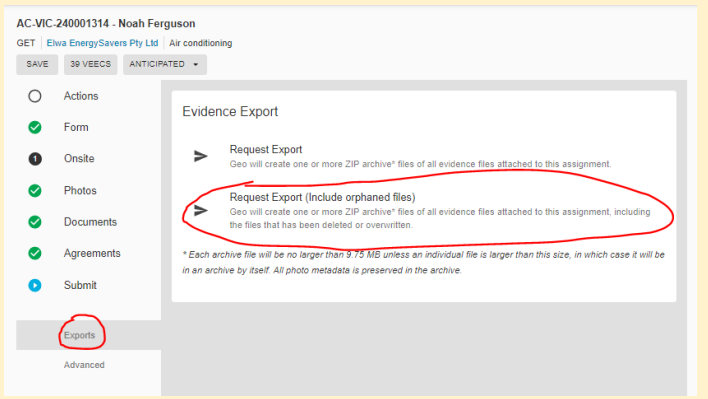 AC-VIC-240001314 - Noah Ferguson
GET Elwa EnergySavers Pty Ltd Air conditioning
SAVE 39 VEECS ANTICIPATED
Actions
Form
1 Onsite
Photos
Documents
Agreements
Submit
Exports
Advanced
Evidence Export
Request Export
Geo will create one or more ZIP archive* files of all evidence files attached to this assignment.
Request Export (Include orphaned files)
Geo will create one or more ZIP archive* files of all evidence files attached to this assignment, including
the files that has been deleted or overwritten.
* Each archive file will be no larger than 9.75 MB unless an individual file is larger than this size, in which case it will be
in an archive by itself. All photo metadata is preserved in the archive.